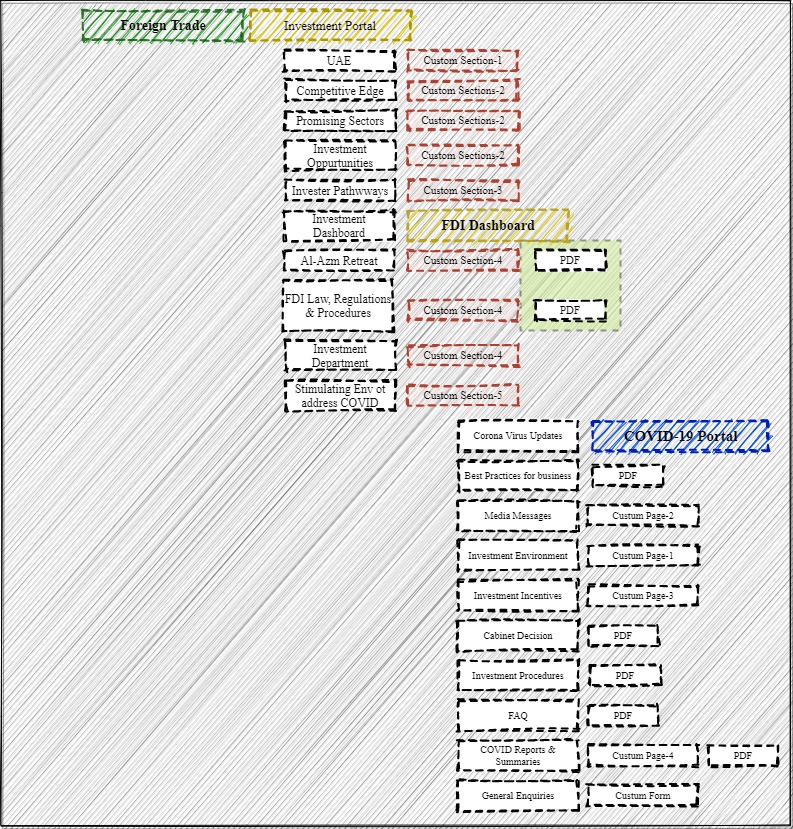 Foreign Trade
Investment Portal
UAE
Custom Section-1
Competitive Edge
Custom Sections-2
Promising Sectors
Custom Sections-2
Investment
Oppurtunities
Custom Sections-2
Invester Pathwways
Custom Section-3
Investment
Dashboard
FDI Dashboard
Al-Azm Retreat
Custom Section-4
PDF
FDI Law, Regulations
& Procedures
Custom Section-4
PDF
Investment
Department
Custom Section-4
Stimulating Env ot
address COVID
Custom Section-5
Corona Virus Updates
COVID-19 Portal
Best Practices for business
PDF
Media Messages
Custum Page-2
Investment Environment
Custum Page-1
Investment Incentives
Custum Page-3
Cabinet Decision
PDF
Investment Procedures
PDF
FAQ
PDF
COVID Reports &
Summaries
Custum Page-4
PDF
General Enquiries
Custum Form